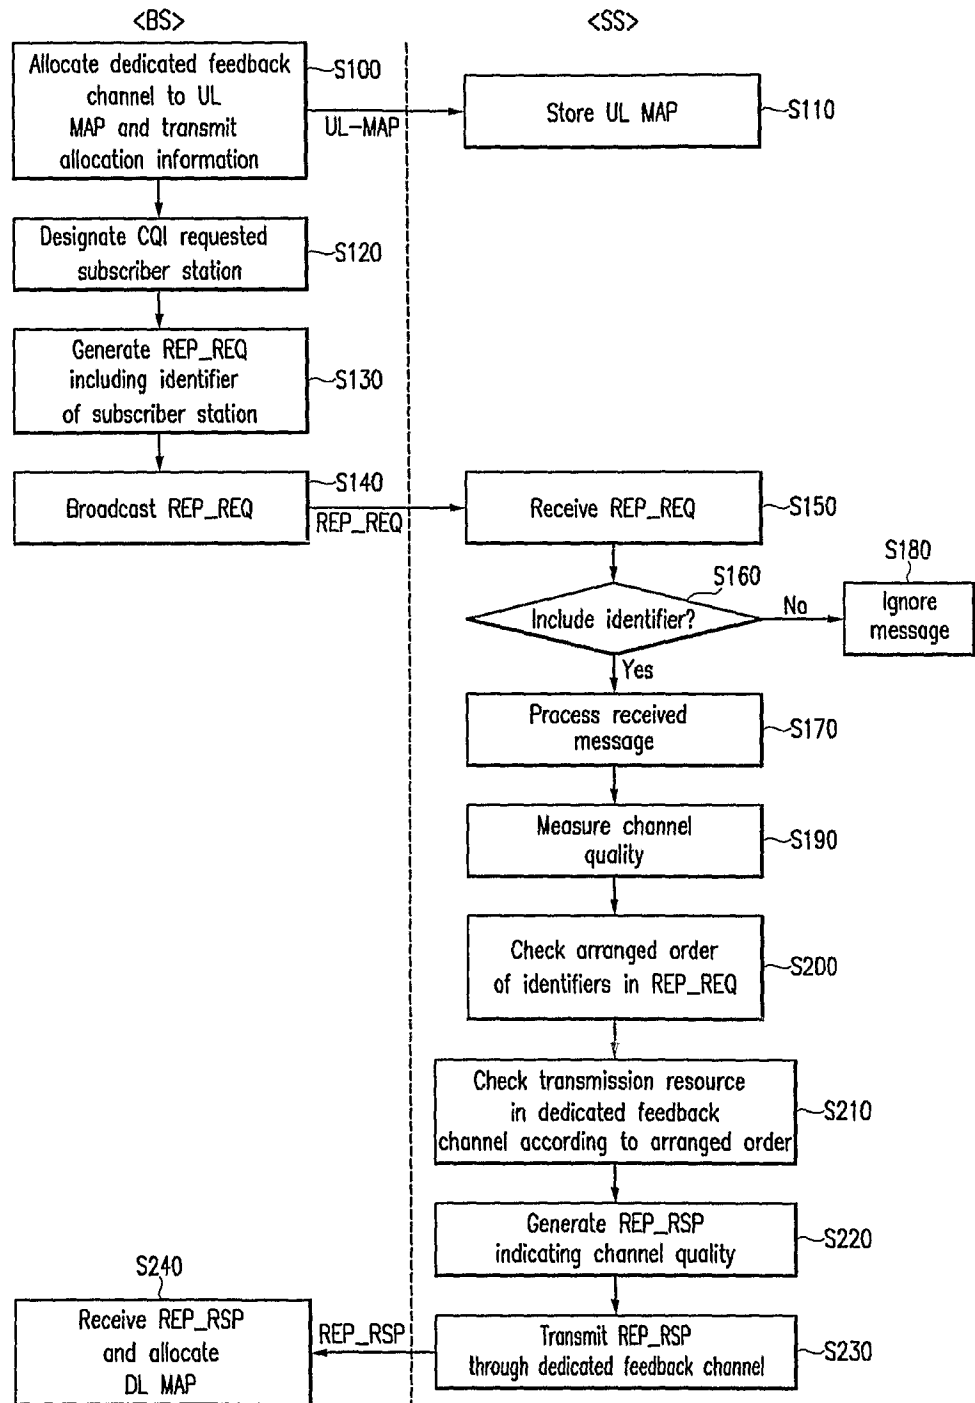 <BS>
<SS>
Allocate dedicated feedback
channel to UL
MAP and transmit
allocation information
S100
UL-MAP
Store UL MAP
S110
Designate CQI requested
subscriber station
S120
Generate REP_REQ
including identifier
of subscriber station
S130
Broadcast REP_REQ
S140
REP_REQ
Receive REP_REQ
S150
Include identifier?
S160
No
S180
Ignore
message
Yes
Process received
message
S170
Measure channel
quality
S190
Check arranged order
of identifiers in REP_REQ
S200
Check transmission resource
in dedicated feedback
channel according to arranged order
S210
Generate REP_RSP
indicating channel quality
S220
Transmit REP_RSP
through dedicated feedback channel
S230
REP_RSP
S240
Receive REP_RSP
and allocate
DL MAP